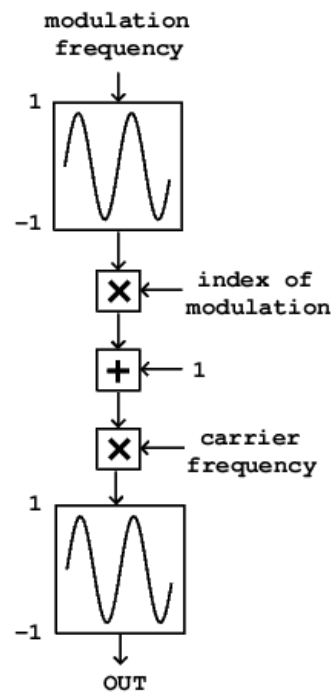 modulation
frequency
1
-1
×
index of
modulation
+
1
×
carrier
frequency
1
-1
OUT